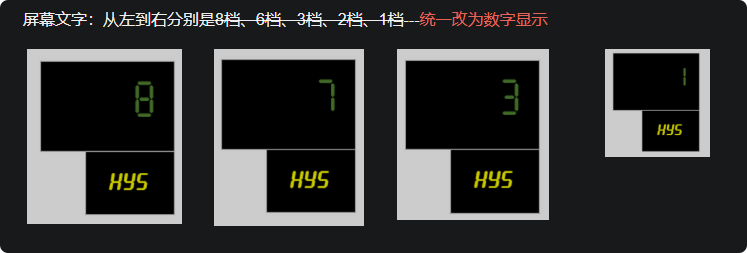 屏幕文字：从左到右分别是8档、6档、3档、2档、1档---统一改为数字显示
8 7 3 1
HYS HYS HYS HYS